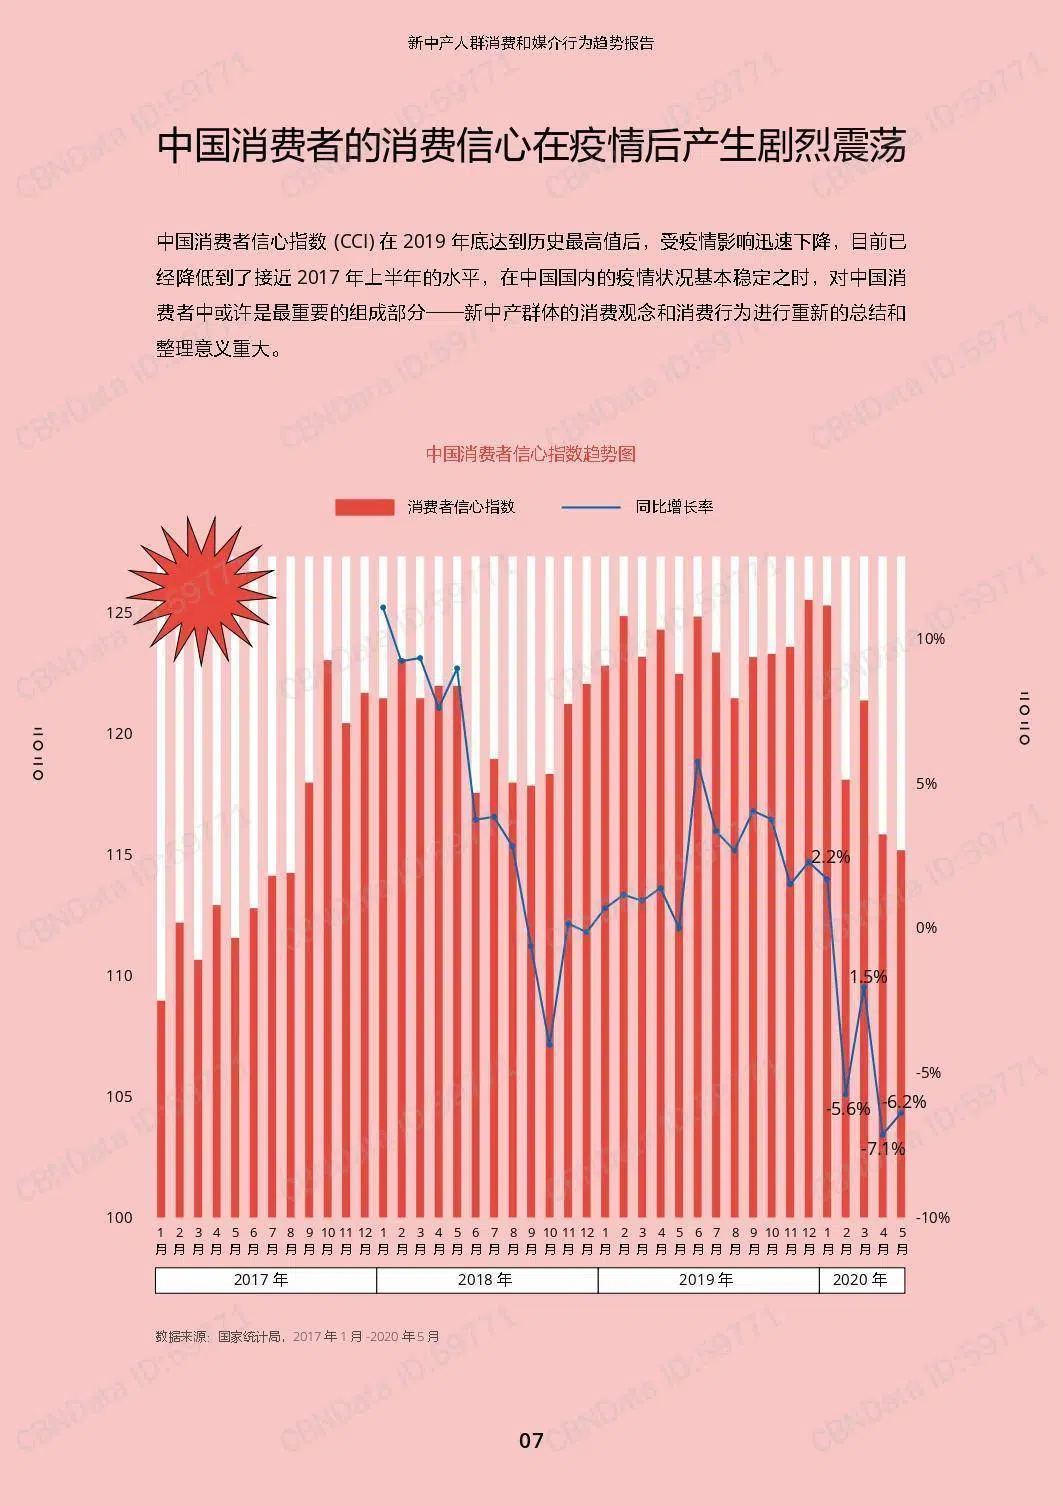 新中产人群消费和媒介行为趋势报告
中国消费者的消费信心在疫情后产生剧烈震荡
中国消费者信心指数 (CCI) 在 2019 年底达到历史最高值后，受疫情影响迅速下降，目前已
经降低到了接近 2017 年上半年的水平，在中国国内的疫情状况基本稳定之时，对中国消
费者中或许是最重要的组成部分——新中产群体的消费观念和消费行为进行重新的总结和
整理意义重大。
中国消费者信心指数趋势图
消费者信心指数 同比增长率
125
120
115
110
105
100
10%
5%
0%
-5%
-10%
2.2%
1.5%
-5.6%
-6.2%
-7.1%
1 2 3 4 5 6 7 8 9 10 11 12 1 2 3 4 5 6 7 8 9 10 11 12 1 2 3 4 5 6 7 8 9 10 11 12 1 2 3 4 5
月 月 月 月 月 月 月 月 月 月 月 月 月 月 月 月 月 月 月 月 月 月 月 月 月 月 月 月 月 月 月 月 月 月 月 月 月 月 月 月 月
2017 年 2018 年 2019 年 2020 年
数据来源：国家统计局，2017 年 1 月 -2020 年 5 月
二〇二〇
二〇二〇
07
CBNData ID:59771